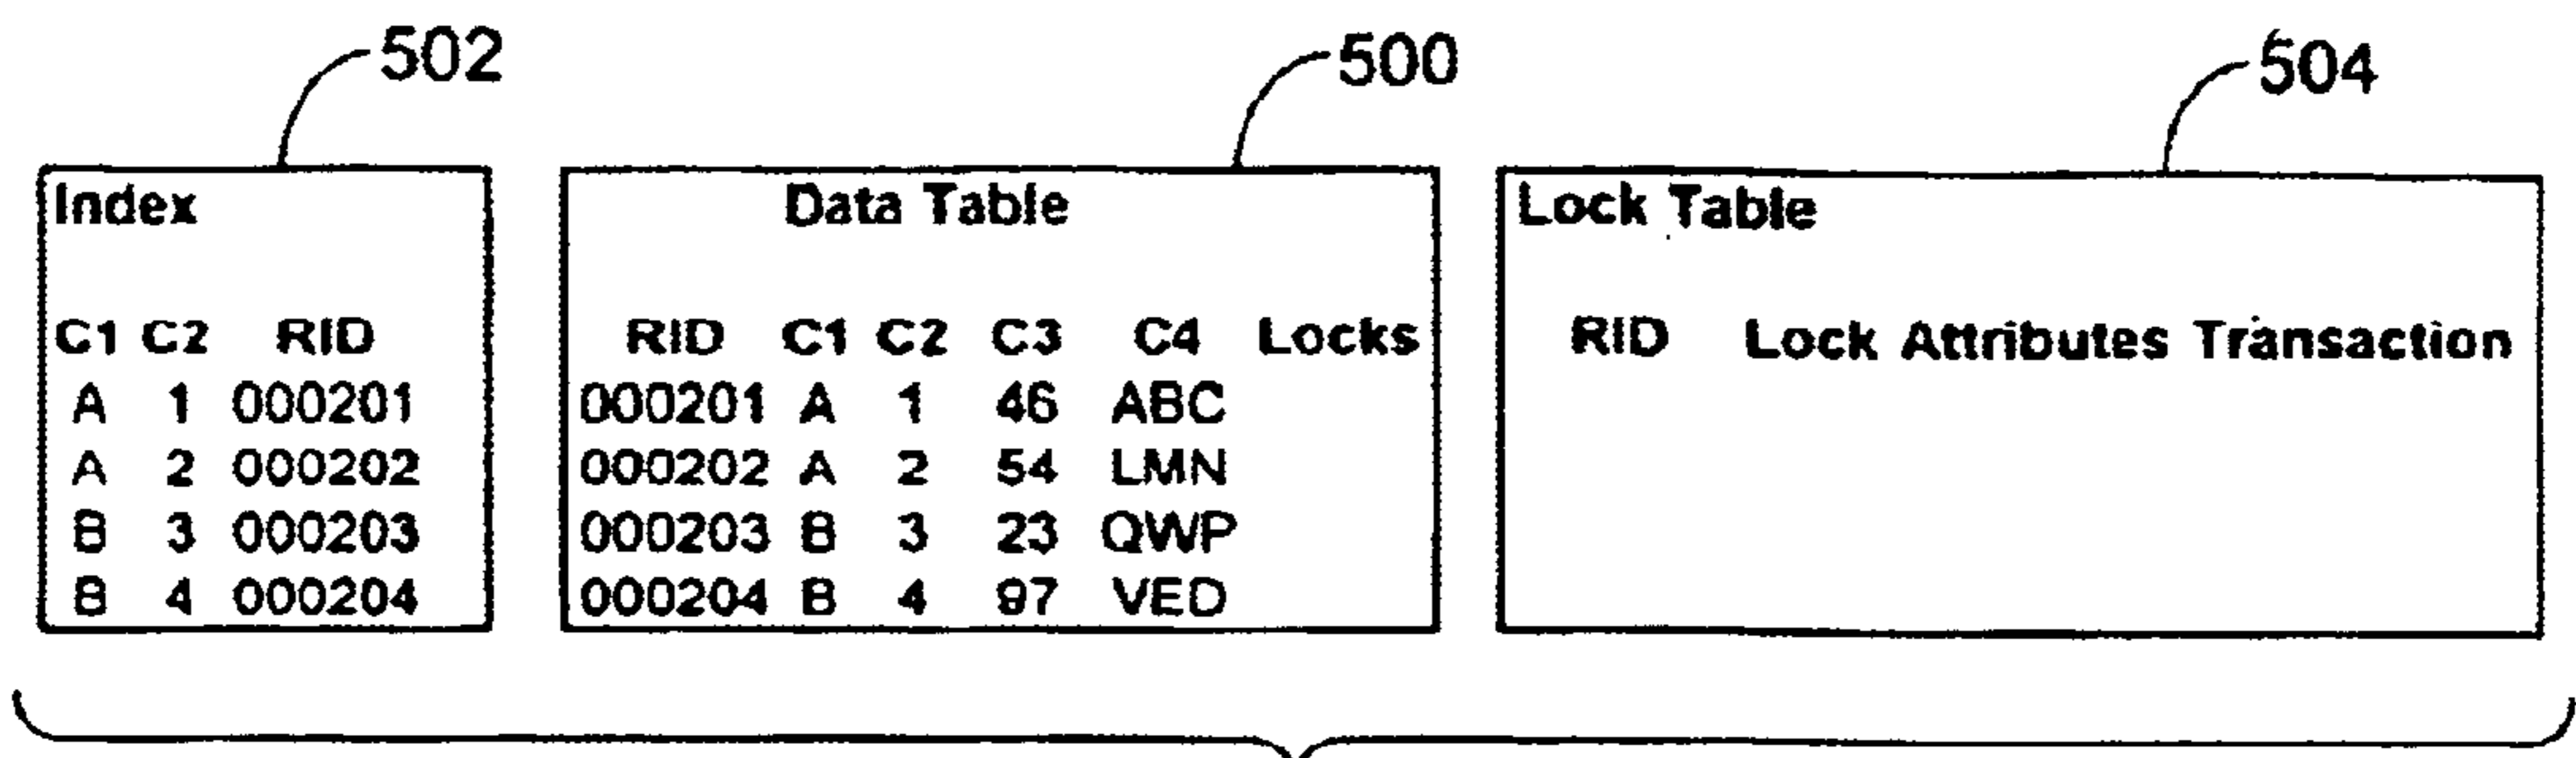 502 500 504
Index
C1 C2 RID
A 1 000201
A 2 000202
B 3 000203
B 4 000204
Data Table
RID C1 C2 C3 C4 Locks
000201 A 1 46 ABC
000202 A 2 54 LMN
000203 B 3 23 QWP
000204 B 4 97 VED
Lock Table
RID Lock Attributes Transaction